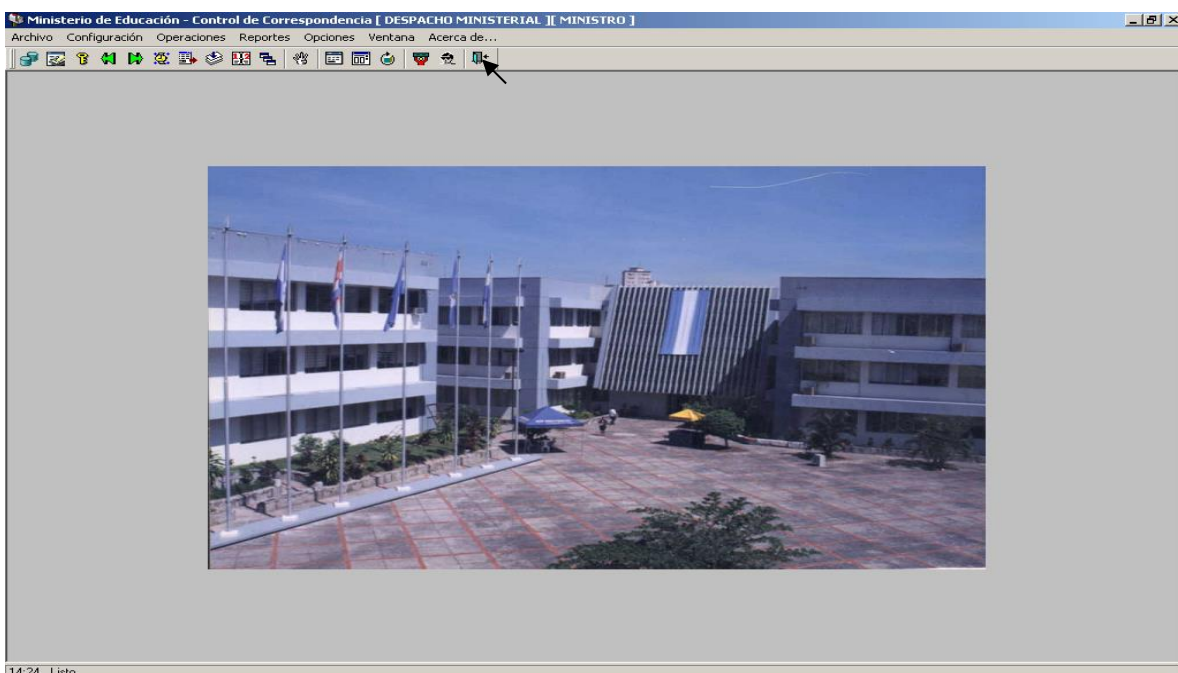 Ministerio de Educación - Control de Correspondencia [ DESPACHO MINISTERIAL ][ MINISTRO ]
Archivo Configuración Operaciones Reportes Opciones Ventana Acerca de...
14:24 Listo